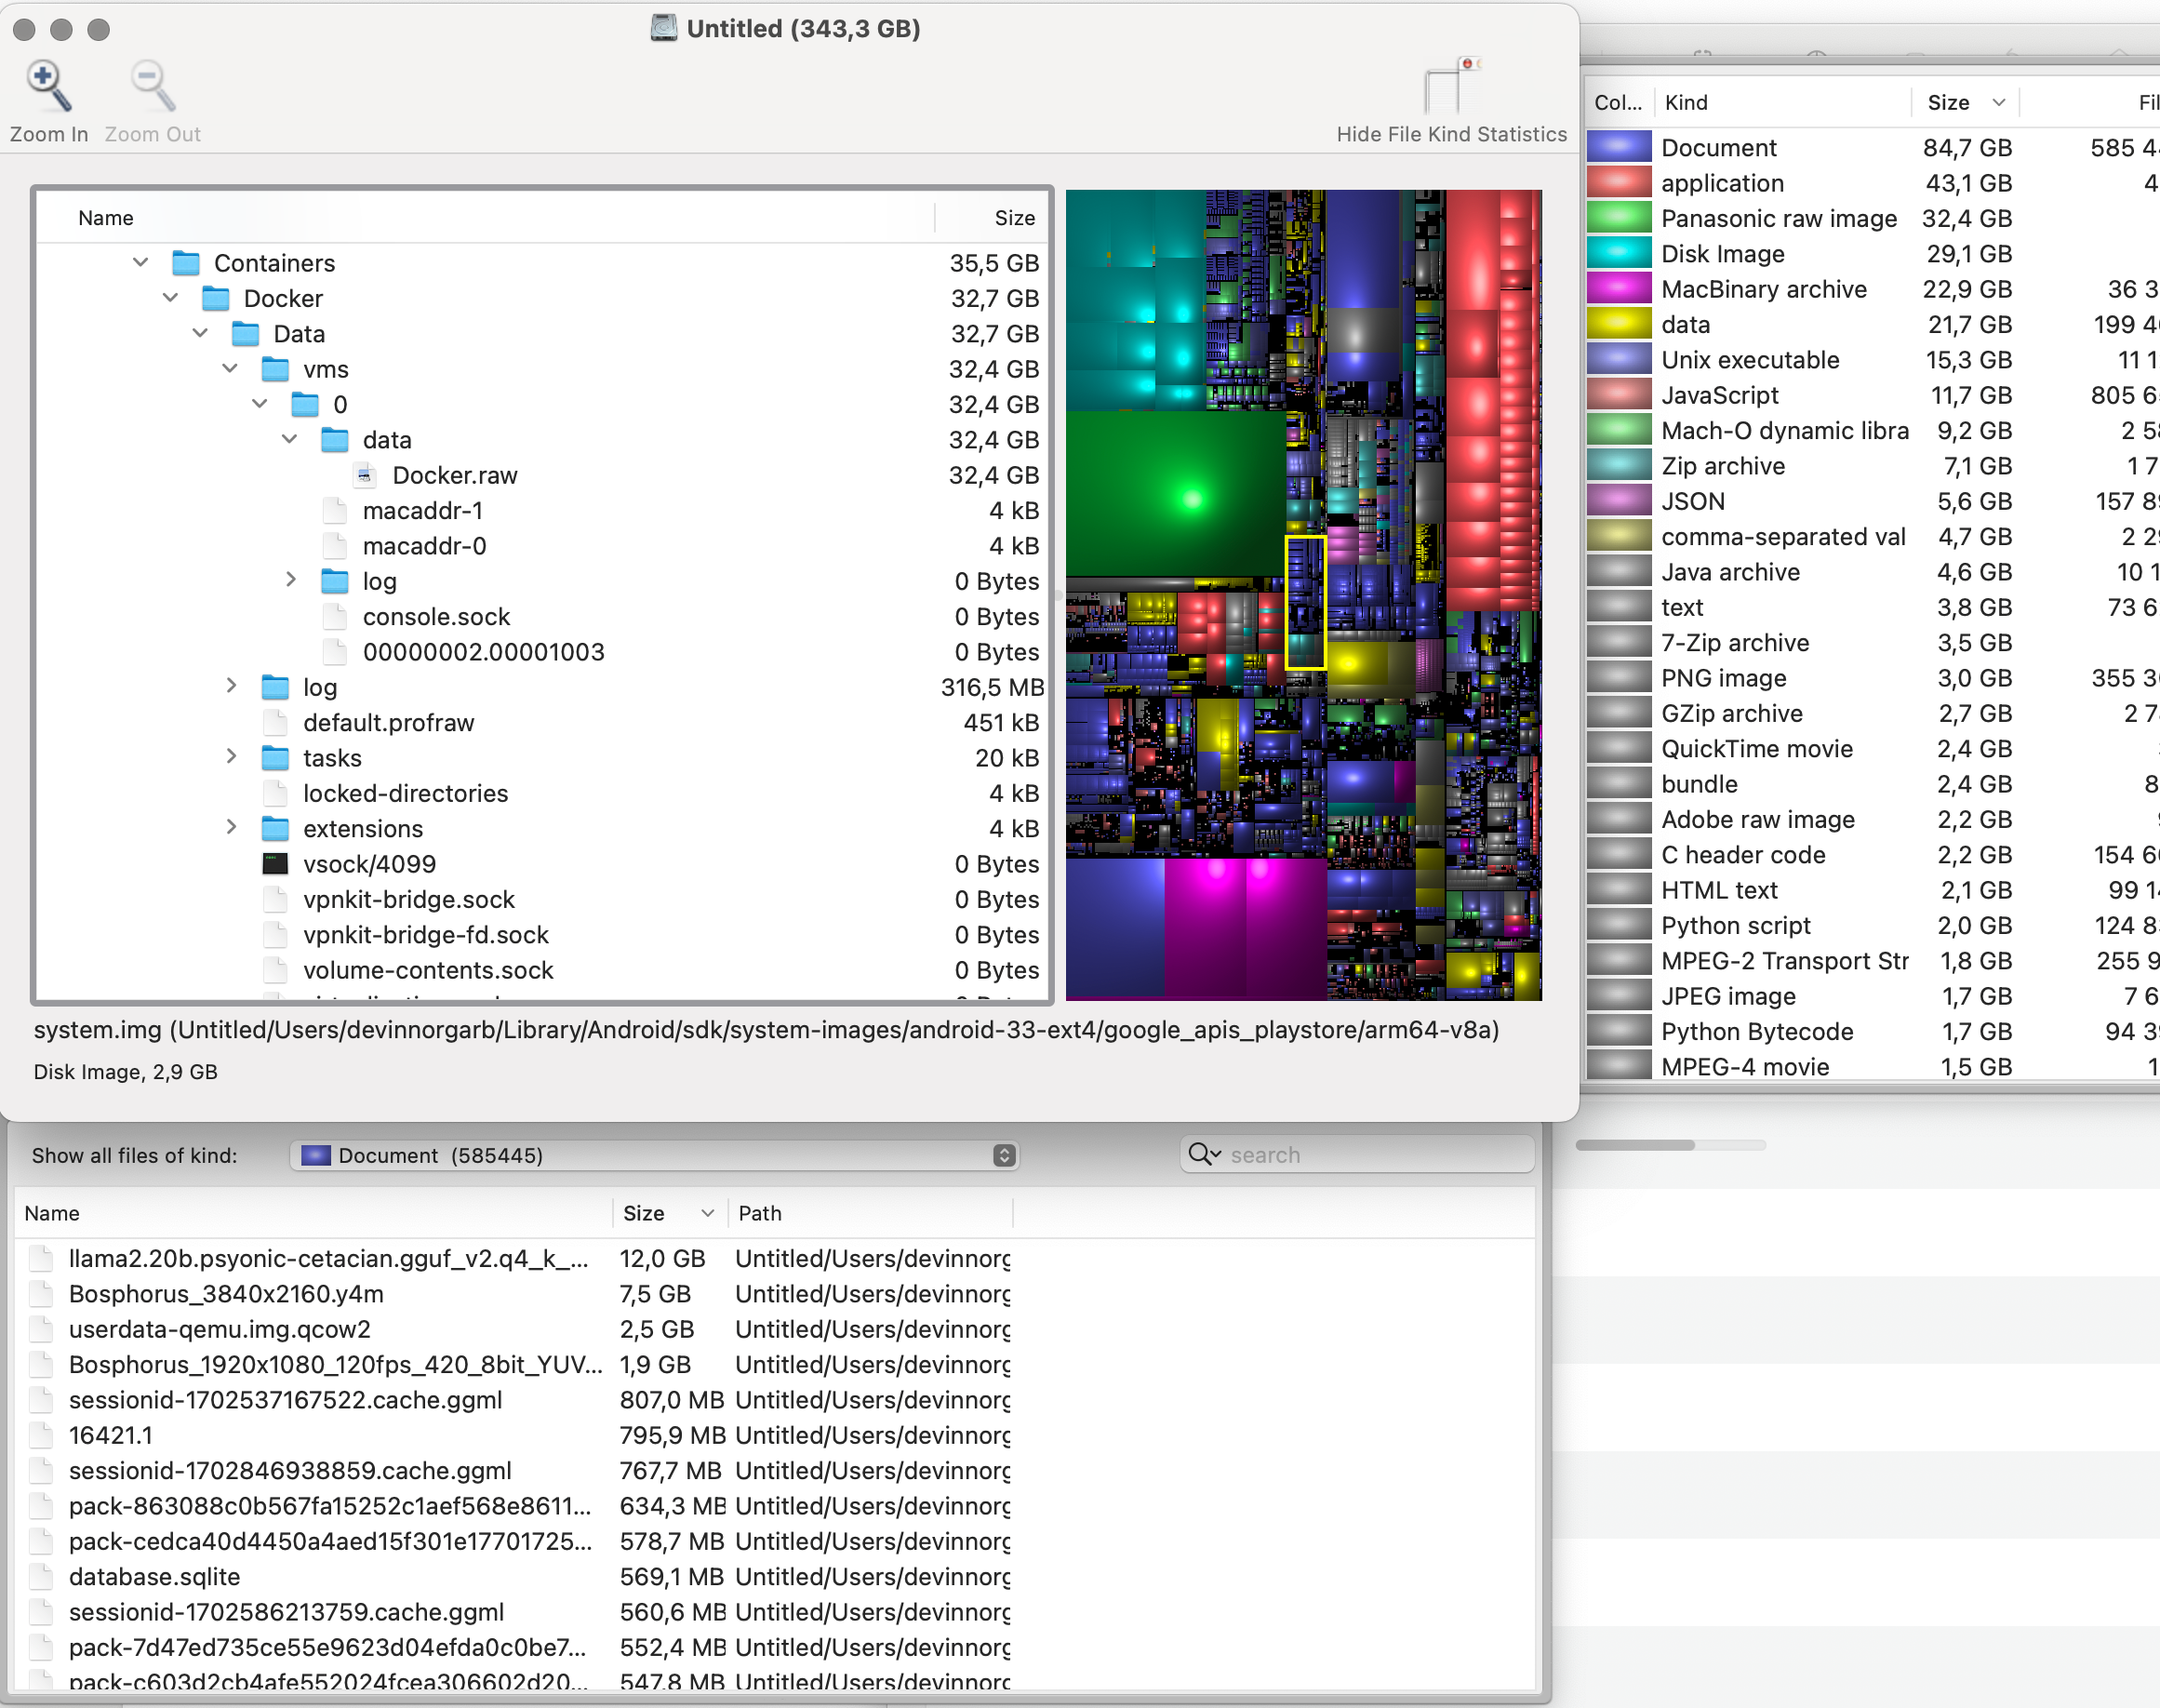 Untitled (343,3 GB)
Zoom In Zoom Out
Hide File Kind Statistics
Name Size
Containers 35,5 GB
Docker 32,7 GB
Data 32,7 GB
vms 32,4 GB
0 32,4 GB
data 32,4 GB
Docker.raw 32,4 GB
macaddr-1 4 kB
macaddr-0 4 kB
log 0 Bytes
console.sock 0 Bytes
00000002.00001003 0 Bytes
log 316,5 MB
default.profraw 451 kB
tasks 20 kB
locked-directories 4 kB
extensions 4 kB
vsock/4099 0 Bytes
vpnkit-bridge.sock 0 Bytes
vpnkit-bridge-fd.sock 0 Bytes
volume-contents.sock 0 Bytes
system.img (Untitled/Users/devinnorgarb/Library/Android/sdk/system-images/android-33-ext4/google_apis_playstore/arm64-v8a)
Disk Image, 2,9 GB
Col... Kind Size Fil
Document 84,7 GB 585 44
application 43,1 GB 4
Panasonic raw image 32,4 GB
Disk Image 29,1 GB
MacBinary archive 22,9 GB 36 3
data 21,7 GB 199 46
Unix executable 15,3 GB 11 1
JavaScript 11,7 GB 805 6
Mach-O dynamic libra 9,2 GB 2 58
Zip archive 7,1 GB 1 7
JSON 5,6 GB 157 89
comma-separated val 4,7 GB 2 29
Java archive 4,6 GB 10 1
text 3,8 GB 73 6
7-Zip archive 3,5 GB
PNG image 3,0 GB 355 36
GZip archive 2,7 GB 2 7
QuickTime movie 2,4 GB
bundle 2,4 GB 8
Adobe raw image 2,2 GB
C header code 2,2 GB 154 66
HTML text 2,1 GB 99 14
Python script 2,0 GB 124 83
MPEG-2 Transport Str 1,8 GB 255 9
JPEG image 1,7 GB 7 6
Python Bytecode 1,7 GB 94 39
MPEG-4 movie 1,5 GB 1
Show all files of kind: Document (585445) search
Name Size Path
llama2.20b.psyonic-cetacian.gguf_v2.q4_k_... 12,0 GB Untitled/Users/devinnorg
Bosphorus_3840x2160.y4m 7,5 GB Untitled/Users/devinnorg
userdata-qemu.img.qcow2 2,5 GB Untitled/Users/devinnorg
Bosphorus_1920x1080_120fps_420_8bit_YUV... 1,9 GB Untitled/Users/devinnorg
sessionid-1702537167522.cache.ggml 807,0 MB Untitled/Users/devinnorg
16421.1 795,9 MB Untitled/Users/devinnorg
sessionid-1702846938859.cache.ggml 767,7 MB Untitled/Users/devinnorg
pack-863088c0b567fa15252c1aef568e8611... 634,3 MB Untitled/Users/devinnorg
pack-cedca40d4450a4aed15f301e17701725... 578,7 MB Untitled/Users/devinnorg
database.sqlite 569,1 MB Untitled/Users/devinnorg
sessionid-1702586213759.cache.ggml 560,6 MB Untitled/Users/devinnorg
pack-7d47ed735ce55e9623d04efda0c0be7... 552,4 MB Untitled/Users/devinnorg
pack-c603d2cb4afe552024fcea306602d20... 547,8 MB Untitled/Users/devinnorg